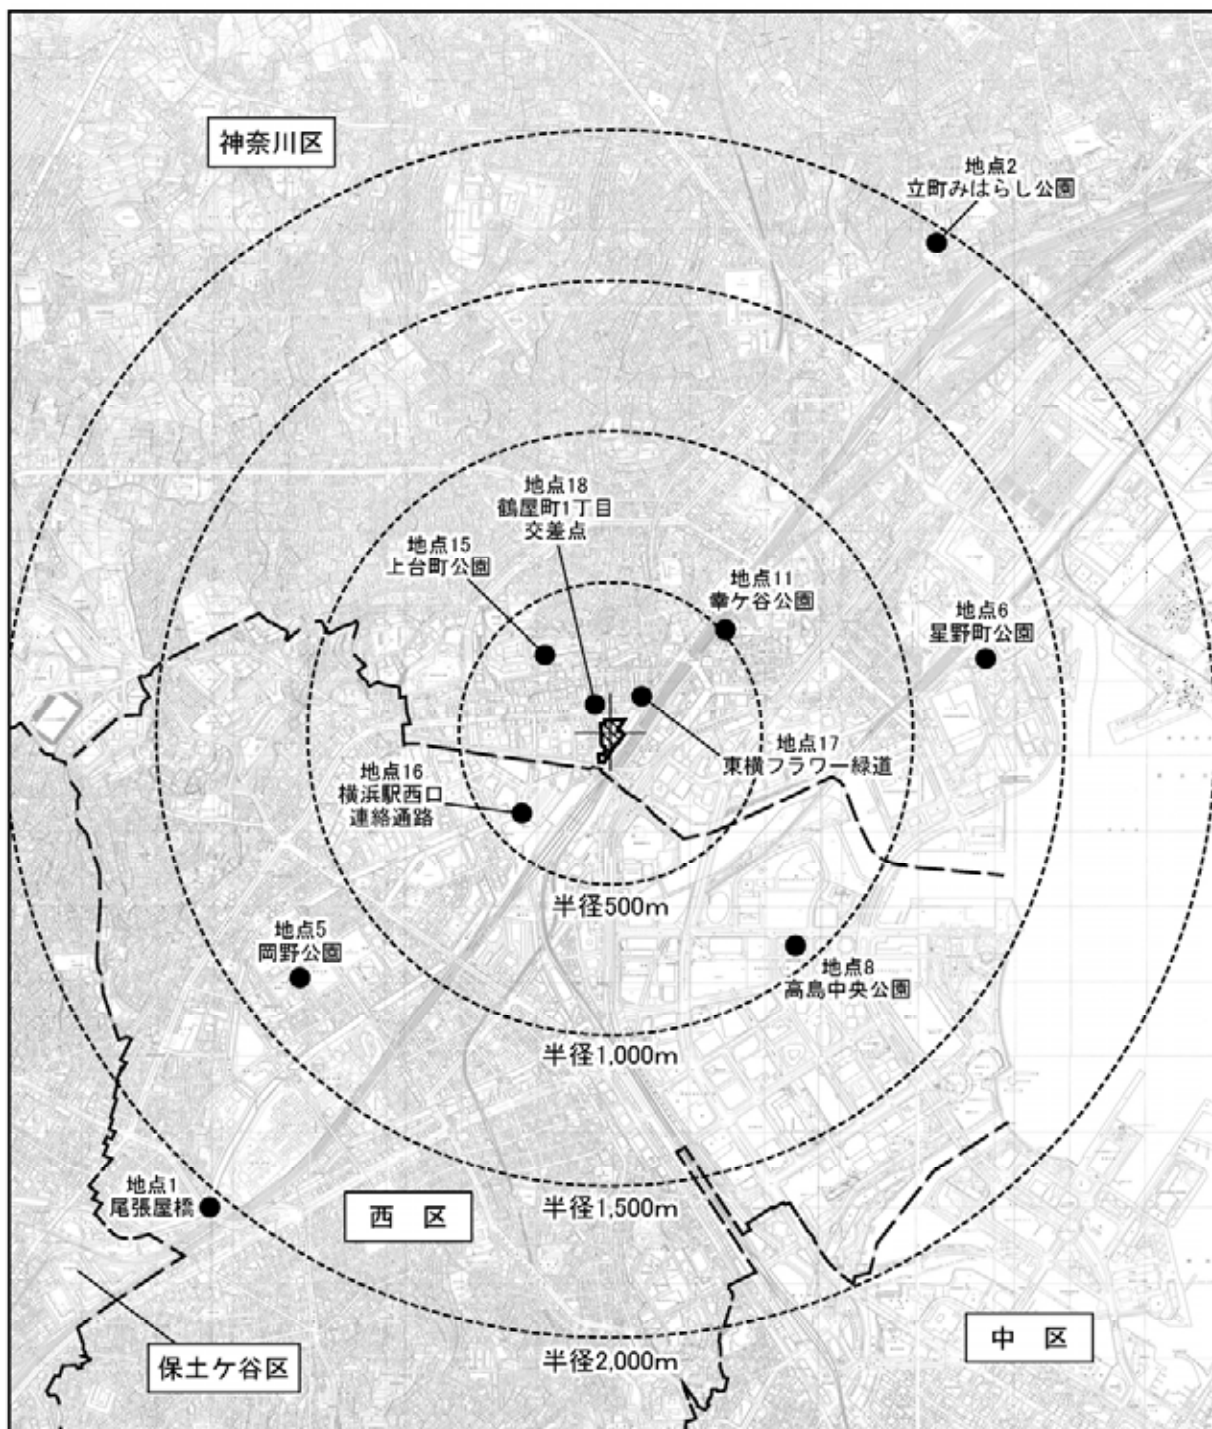 神奈川区
地点2
立町みはらし公園
地点18
鶴屋町1丁目
交差点
地点15
上台町公園
地点11
幸ケ谷公園
地点6
星野町公園
地点17
東横フラワー緑道
地点16
横浜駅西口
連絡通路
半径500m
地点5
岡野公園
地点8
高島中央公園
半径1,000m
地点1
尾張屋橋
西 区
半径1,500m
中 区
保土ケ谷区
半径2,000m